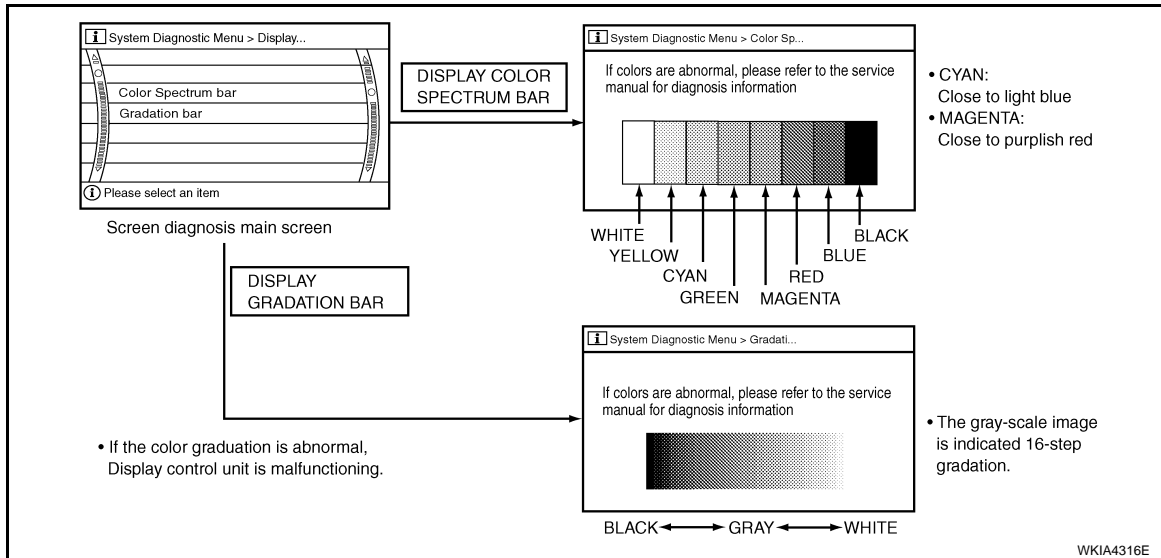 System Diagnostic Menu > Display...
Color Spectrum bar
Gradation bar
Please select an item
Screen diagnosis main screen
DISPLAY COLOR
SPECTRUM BAR
System Diagnostic Menu > Color Sp...
If colors are abnormal, please refer to the service
manual for diagnosis information
WHITE
YELLOW
CYAN
GREEN
MAGENTA
RED
BLUE
BLACK
• CYAN:
Close to light blue
• MAGENTA:
Close to purplish red
DISPLAY
GRADATION BAR
• If the color graduation is abnormal,
Display control unit is malfunctioning.
System Diagnostic Menu > Gradati...
If colors are abnormal, please refer to the service
manual for diagnosis information
BLACK GRAY WHITE
• The gray-scale image
is indicated 16-step
gradation.
WKIA4316E